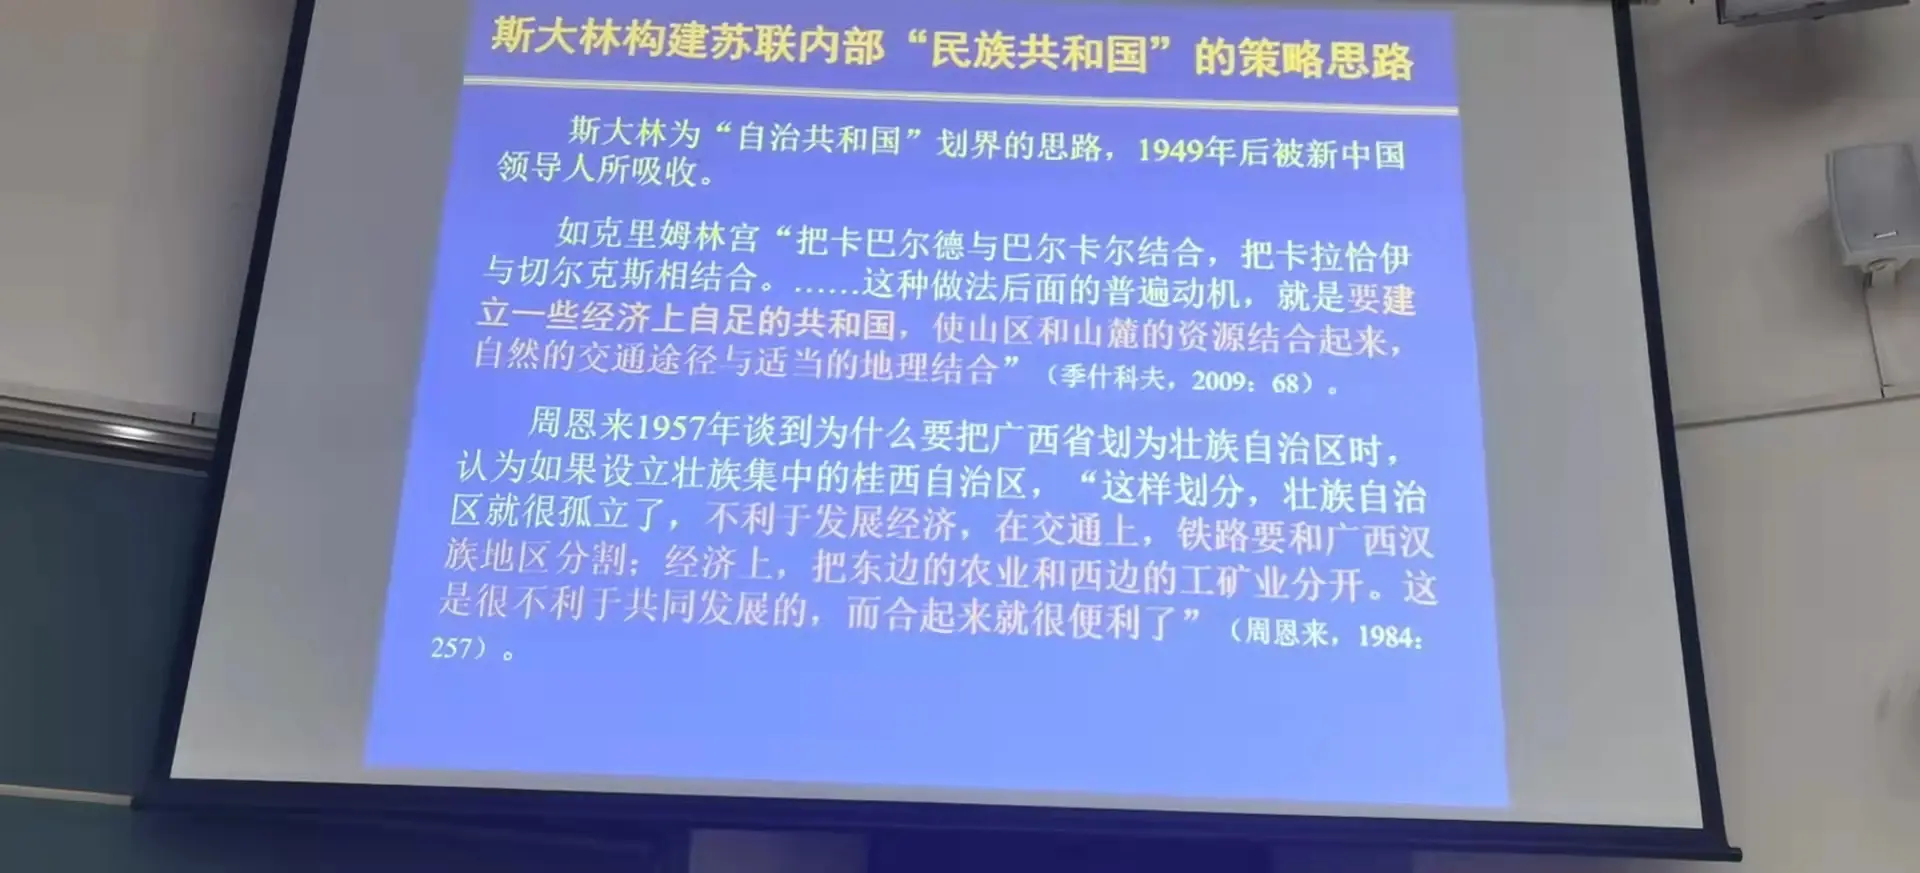 斯大林构建苏联内部“民族共和国”的策略思路
斯大林为“自治共和国”划界的思路，1949年后被新中国
领导人所吸收。
如克里姆林宫“把卡巴尔德与巴尔卡尔结合，把卡拉恰伊
与切尔克斯相结合。……这种做法后面的普遍动机，就是要建
立一些经济上自足的共和国，使山区和山麓的资源结合起来，
自然的交通途径与适当的地理结合”（季什科夫，2009：68）。
周恩来1957年谈到为什么要把广西省划为壮族自治区时，
认为如果设立壮族集中的桂西自治区，“这样划分，壮族自治
区就很孤立了，不利于发展经济，在交通上，铁路要和广西汉
族地区分割；经济上，把东边的农业和西边的工矿业分开。这
是很不利于共同发展的，而合起来就很便利了”（周恩来，1984：
257）。